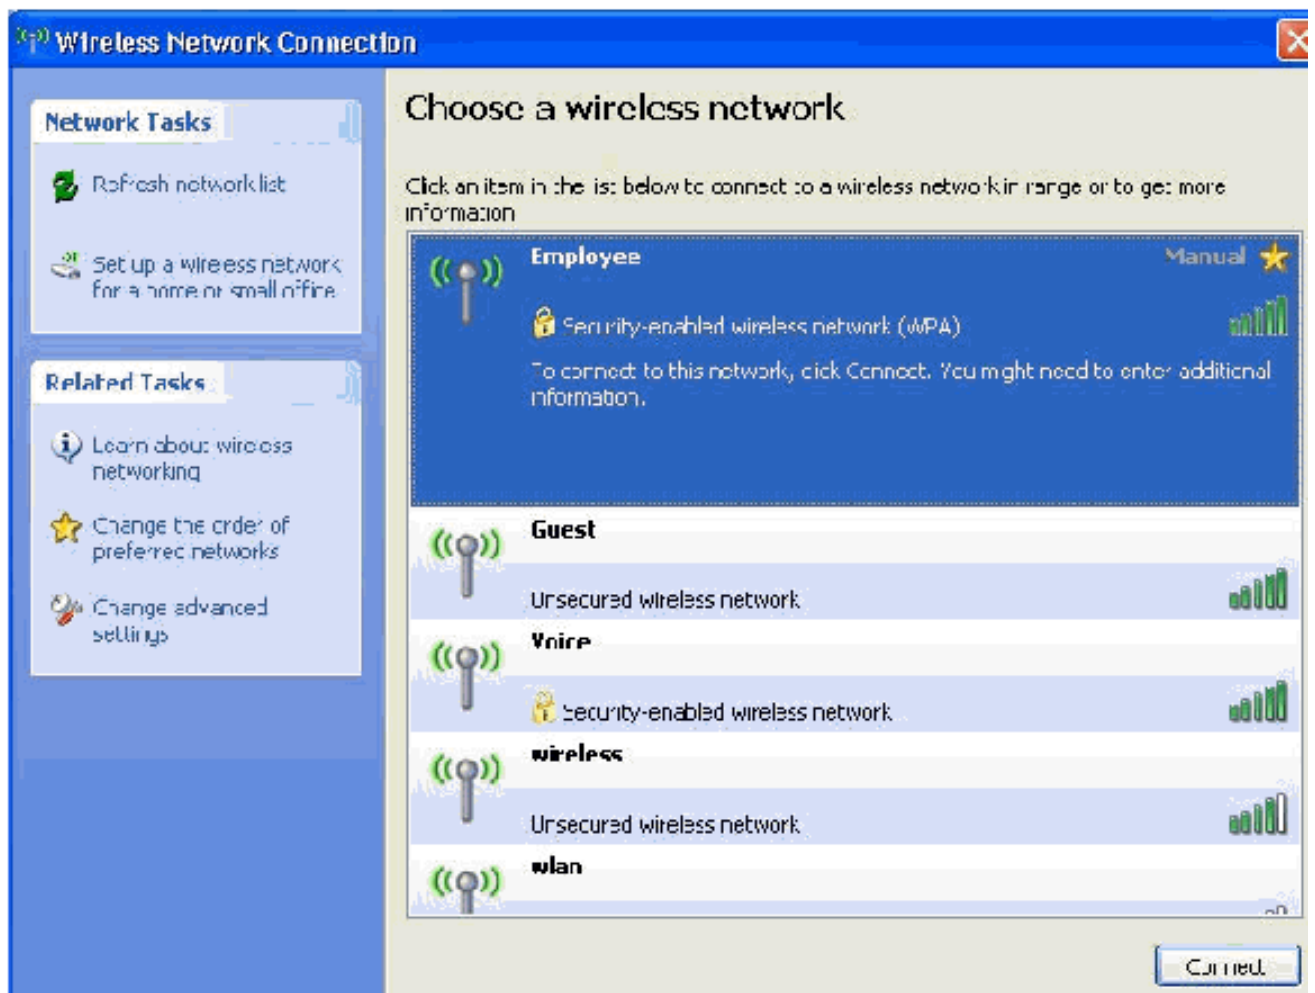 Wireless Network Connection
Network Tasks
Refresh network list
Set up a wireless network
for a home or small office
Related Tasks
Learn about wireless
networking
Change the order of
preferred networks
Change advanced
settings
Choose a wireless network
Click an item in the list below to connect to a wireless network in range or to get more
information
Employee
Manual
Security-enabled wireless network (WPA)
To connect to this network, click Connect. You might need to enter additional
information.
Guest
Unsecured wireless network
Voice
Security-enabled wireless network
wireless
Unsecured wireless network
wlan
Connect